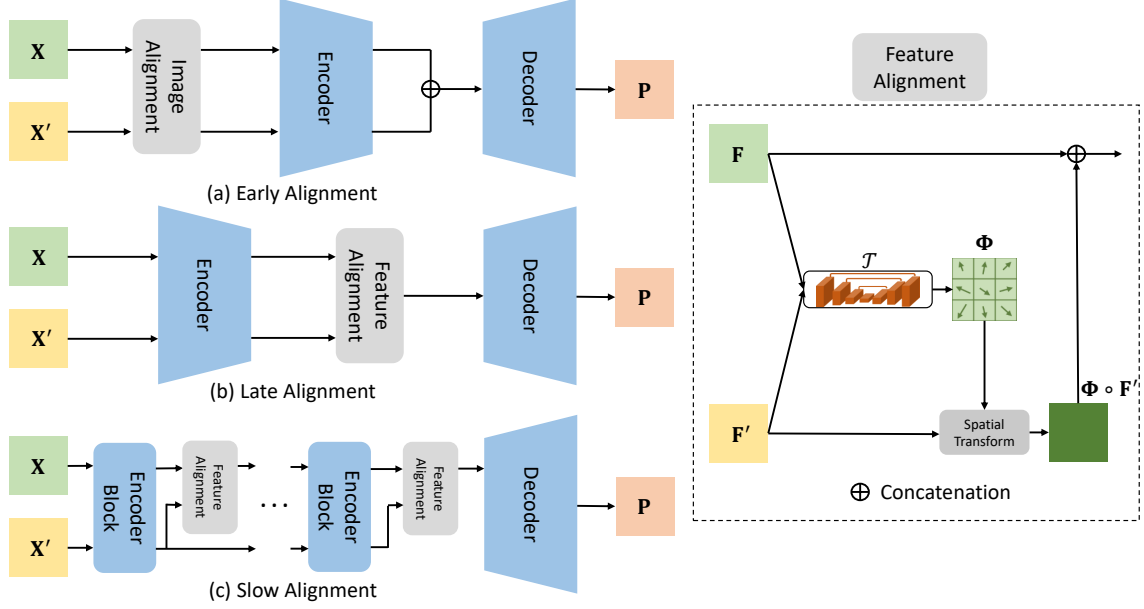 X
X′
Image
Alignment
Encoder
⊕
Decoder
P
(a) Early Alignment
X
X′
Encoder
Feature
Alignment
Decoder
P
(b) Late Alignment
X
X′
Encoder
Block
Feature
Alignment
...
Encoder
Block
Feature
Alignment
Decoder
P
(c) Slow Alignment
Feature
Alignment
F
⊕
𝒯
Φ
F′
Spatial
Transform
Φ ∘ F′
⊕ Concatenation